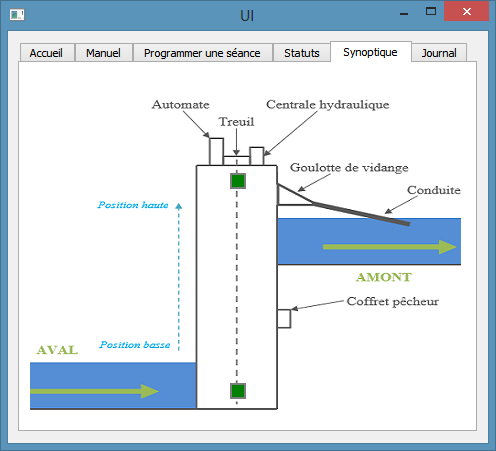 UI
Accueil
Manuel
Programmer une séance
Statuts
Synoptique
Journal
Automate
Centrale hydraulique
Treuil
Goulotte de vidange
Conduite
Position haute
AMONT
Coffret pêcheur
Position basse
AVAL